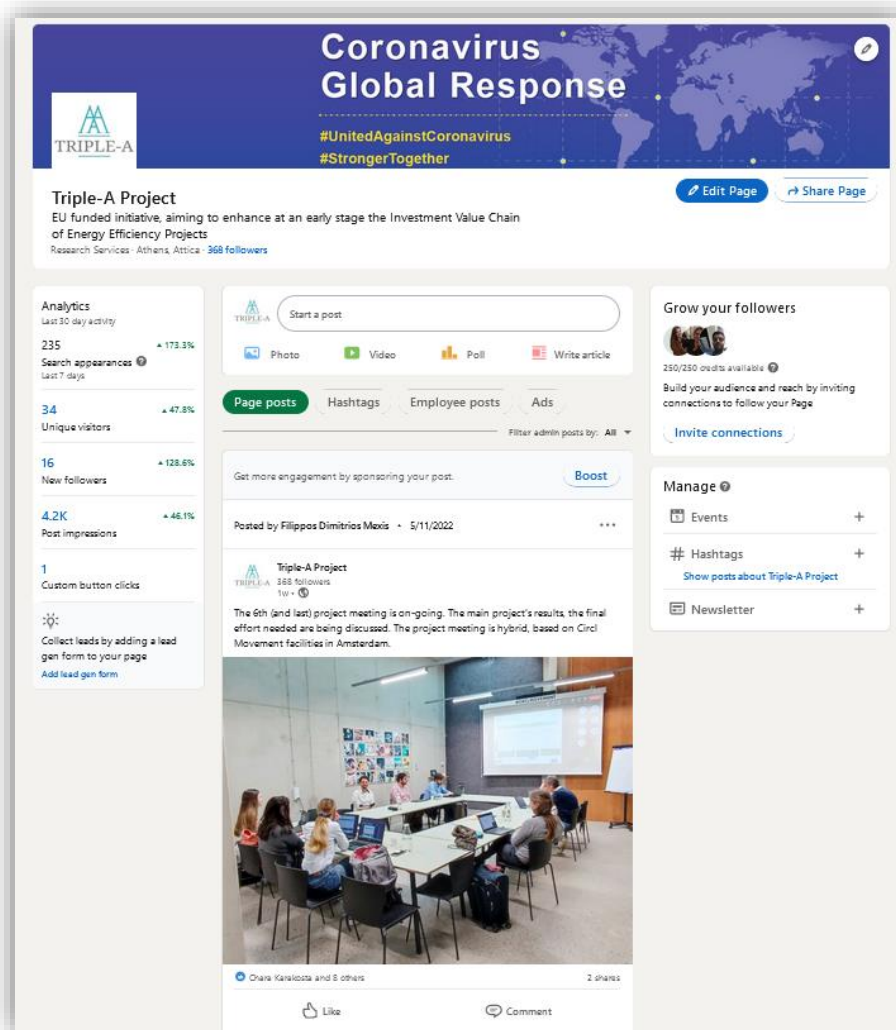 Coronavirus
Global Response
#UnitedAgainstCoronavirus
#StrongerTogether
TRIPLE-A
Edit Page
Share Page
Triple-A Project
EU funded initiative, aiming to enhance at an early stage the Investment Value Chain
of Energy Efficiency Projects
Research Services · Athens, Attica · 368 followers
Analytics
Last 30 day activity
235 ▲ 173.3%
Search appearances
Last 7 days
34 ▲ 47.8%
Unique visitors
16 ▲ 128.6%
New followers
4.2K ▲ 46.1%
Post impressions
1
Custom button clicks
Collect leads by adding a lead
gen form to your page
Add lead gen form
TRIPLE-A
Start a post
Photo Video Poll Write article
Page posts Hashtags Employee posts Ads
Filter admin posts by: All
Get more engagement by sponsoring your post. Boost
Posted by Filippos Dimitrios Mexis • 5/11/2022
TRIPLE-A
Triple-A Project
368 followers
1w •
The 6th (and last) project meeting is on-going. The main project's results, the final
effort needed are being discussed. The project meeting is hybrid, based on Circl
Movement facilities in Amsterdam.
Chara Karakosta and 8 others 2 shares
Like Comment
Grow your followers
250/250 credits available
Build your audience and reach by inviting
connections to follow your Page
Invite connections
Manage
Events +
# Hashtags +
Show posts about Triple-A Project
Newsletter +